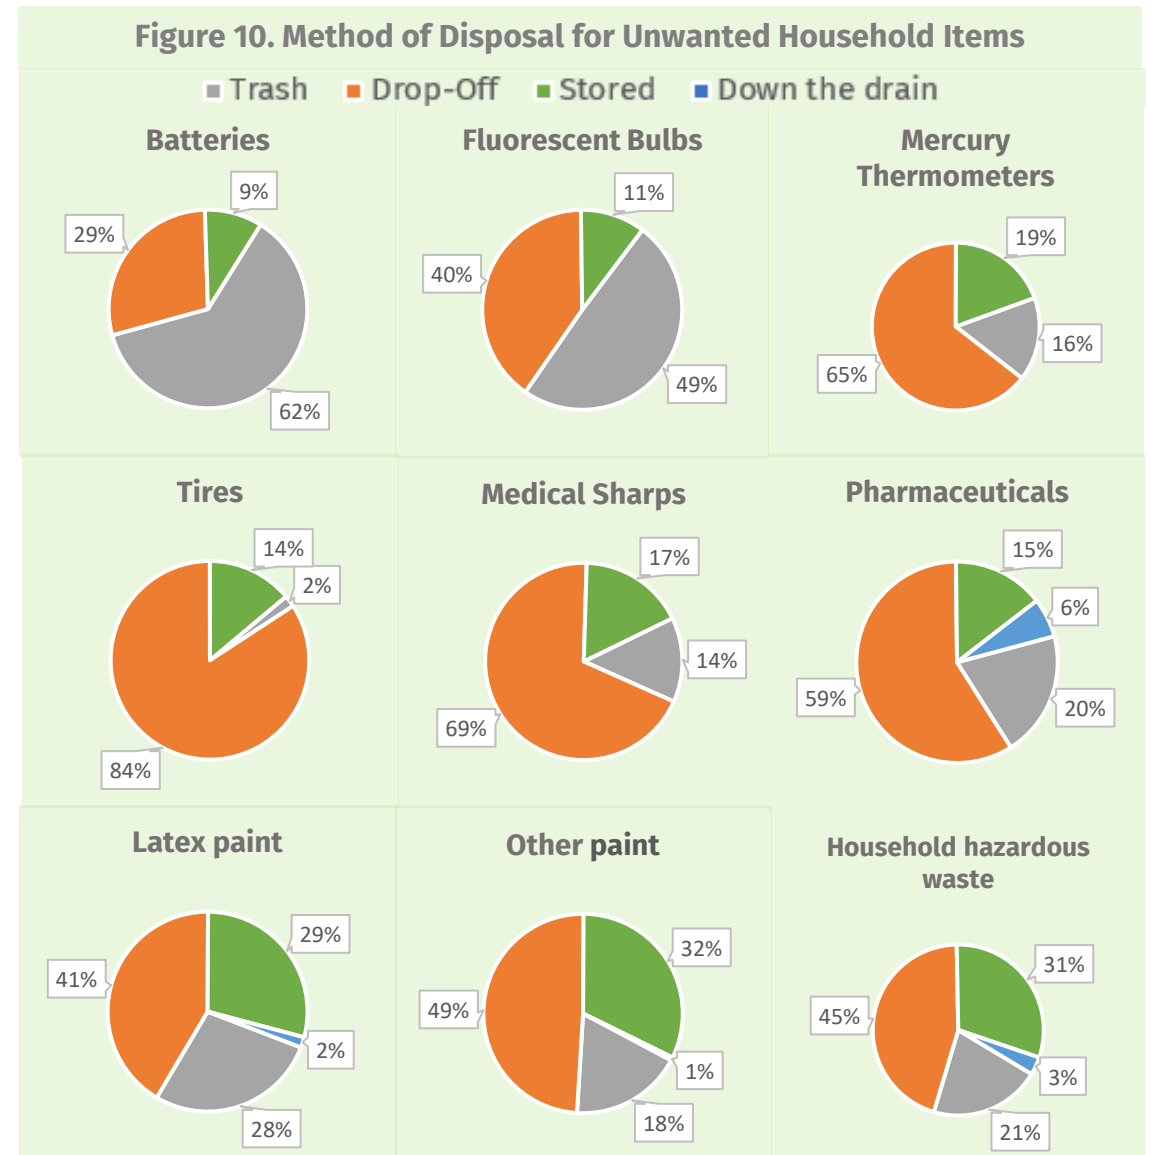 Figure 10. Method of Disposal for Unwanted Household Items
Trash Drop-Off Stored Down the drain
Batteries
9%
29%
62%
Fluorescent Bulbs
11%
40%
49%
Mercury
Thermometers
19%
16%
65%
Tires
14%
2%
84%
Medical Sharps
17%
14%
69%
Pharmaceuticals
15%
6%
59%
20%
Latex paint
29%
41%
2%
28%
Other paint
32%
49%
1%
18%
Household hazardous
waste
31%
45%
3%
21%